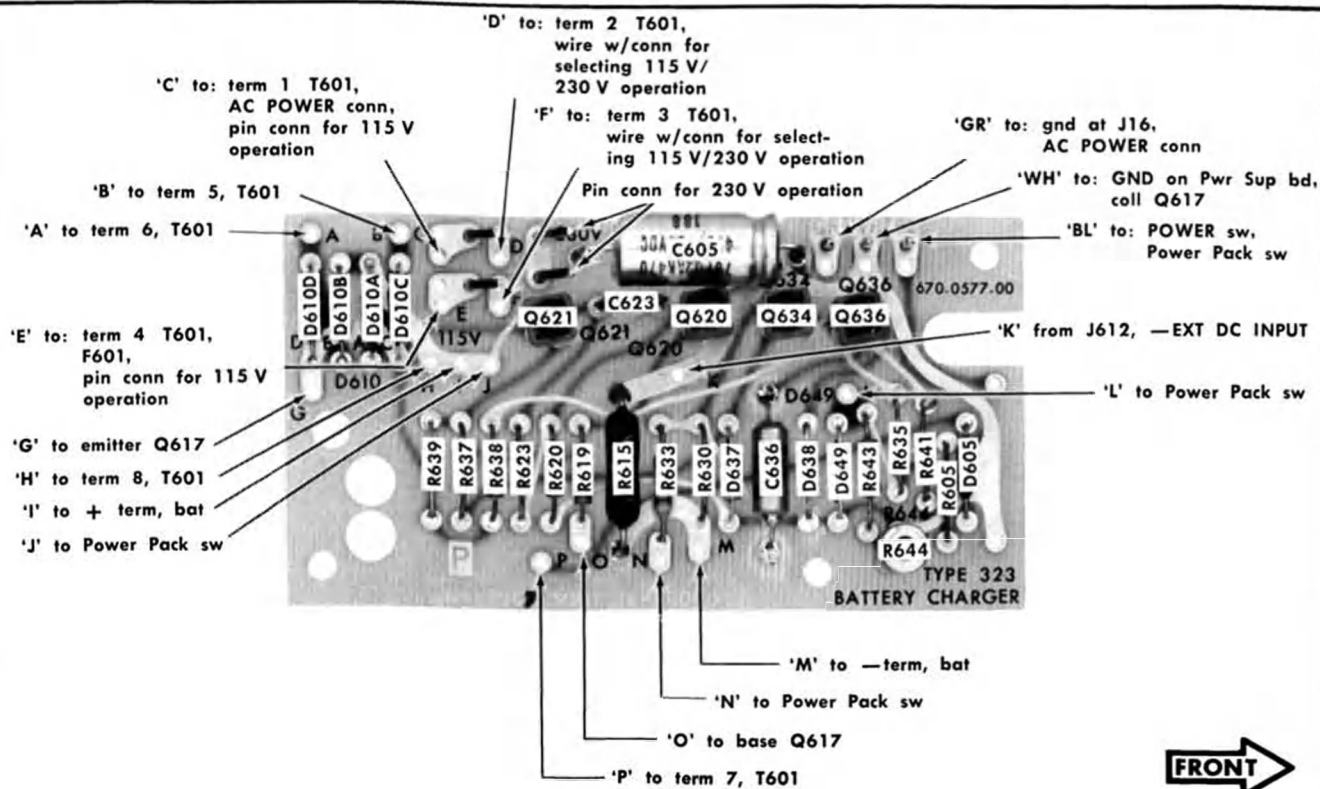 'D' to: term 2 T601,
wire w/conn for
selecting 115 V/
230 V operation
'C' to: term 1 T601,
AC POWER conn,
pin conn for 115 V
operation
'F' to: term 3 T601,
wire w/conn for select-
ing 115 V/230 V operation
Pin conn for 230 V operation
'GR' to: gnd at J16,
AC POWER conn
'WH' to: GND on Pwr Sup bd,
coll Q617
'BL' to: POWER sw,
Power Pack sw
'B' to term 5, T601
'A' to term 6, T601
'E' to: term 4 T601,
F601,
pin conn for 115 V
operation
'G' to emitter Q617
'H' to term 8, T601
'I' to + term, bat
'J' to Power Pack sw
A
B
C
D
C605
D610D
D610B
D610A
D610C
E
115V
Q621
C623
Q620
Q634
Q636
Q636
670-0577-00
Q621
Q620
'K' from J612, —EXT DC INPUT
D610
J
K
D649
'L' to Power Pack sw
G
R639
R637
R638
R623
R620
R619
R615
R633
R630
D637
C636
D638
D649
R643
R635
R641
R605
D605
R644
P
P
O
N
M
TYPE 323
BATTERY CHARGER
'M' to —term, bat
'N' to Power Pack sw
'O' to base Q617
'P' to term 7, T601
FRONT